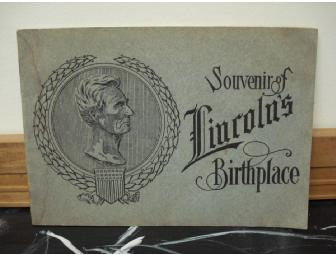 Souvenir of
Lincoln's
Birthplace